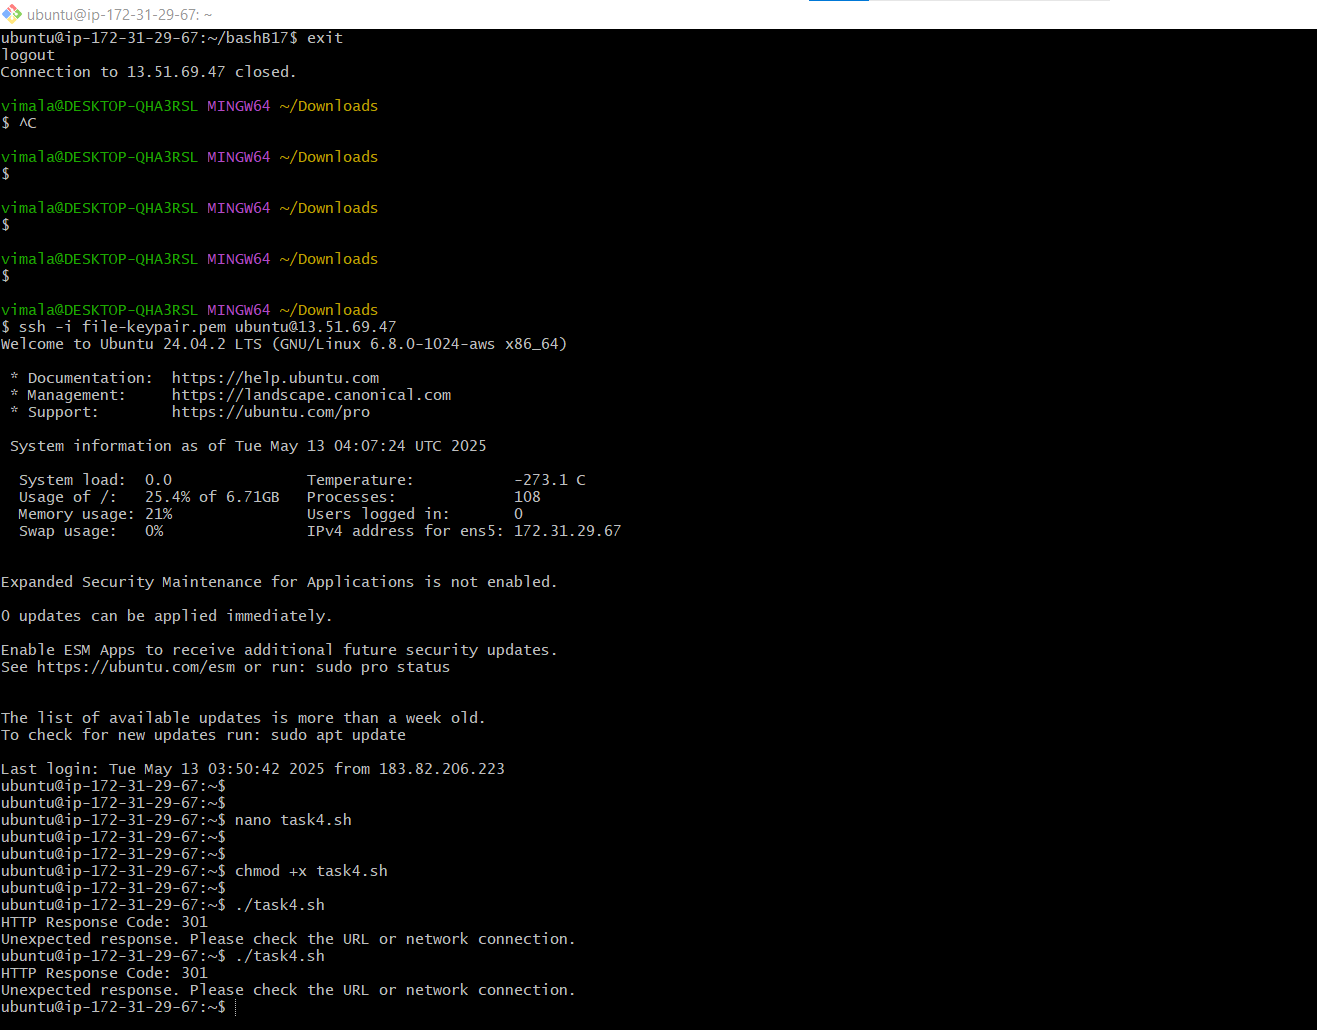 ubuntu@ip-172-31-29-67: ~
ubuntu@ip-172-31-29-67:~/bashB17$ exit
logout
Connection to 13.51.69.47 closed.
vimala@DESKTOP-QHA3RSL MINGW64 ~/Downloads
$ ^C
vimala@DESKTOP-QHA3RSL MINGW64 ~/Downloads
$
vimala@DESKTOP-QHA3RSL MINGW64 ~/Downloads
$
vimala@DESKTOP-QHA3RSL MINGW64 ~/Downloads
$
vimala@DESKTOP-QHA3RSL MINGW64 ~/Downloads
$ ssh -i file-keypair.pem ubuntu@13.51.69.47
Welcome to Ubuntu 24.04.2 LTS (GNU/Linux 6.8.0-1024-aws x86_64)
* Documentation:  https://help.ubuntu.com
* Management:     https://landscape.canonical.com
* Support:        https://ubuntu.com/pro
System information as of Tue May 13 04:07:24 UTC 2025
System load:  0.0               Temperature:           -273.1 C
Usage of /:   25.4% of 6.71GB   Processes:             108
Memory usage: 21%               Users logged in:       0
Swap usage:   0%                IPv4 address for ens5: 172.31.29.67
Expanded Security Maintenance for Applications is not enabled.
0 updates can be applied immediately.
Enable ESM Apps to receive additional future security updates.
See https://ubuntu.com/esm or run: sudo pro status
The list of available updates is more than a week old.
To check for new updates run: sudo apt update
Last login: Tue May 13 03:50:42 2025 from 183.82.206.223
ubuntu@ip-172-31-29-67:~$
ubuntu@ip-172-31-29-67:~$
ubuntu@ip-172-31-29-67:~$ nano task4.sh
ubuntu@ip-172-31-29-67:~$
ubuntu@ip-172-31-29-67:~$
ubuntu@ip-172-31-29-67:~$ chmod +x task4.sh
ubuntu@ip-172-31-29-67:~$
ubuntu@ip-172-31-29-67:~$ ./task4.sh
HTTP Response Code: 301
Unexpected response. Please check the URL or network connection.
ubuntu@ip-172-31-29-67:~$ ./task4.sh
HTTP Response Code: 301
Unexpected response. Please check the URL or network connection.
ubuntu@ip-172-31-29-67:~$